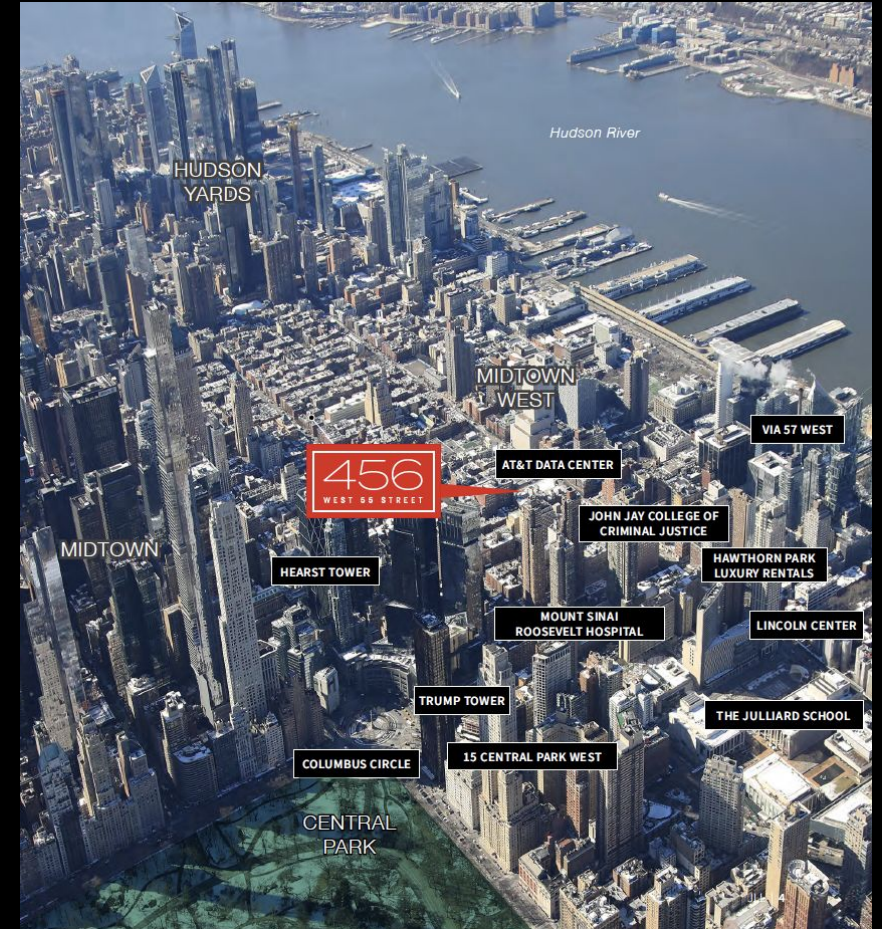 Hudson River
HUDSON
YARDS
MIDTOWN
WEST
VIA 57 WEST
AT&T DATA CENTER
456
WEST 55 STREET
JOHN JAY COLLEGE OF
CRIMINAL JUSTICE
MIDTOWN
HEARST TOWER
HAWTHORN PARK
LUXURY RENTALS
MOUNT SINAI
ROOSEVELT HOSPITAL
LINCOLN CENTER
TRUMP TOWER
THE JULLIARD SCHOOL
15 CENTRAL PARK WEST
COLUMBUS CIRCLE
CENTRAL
PARK